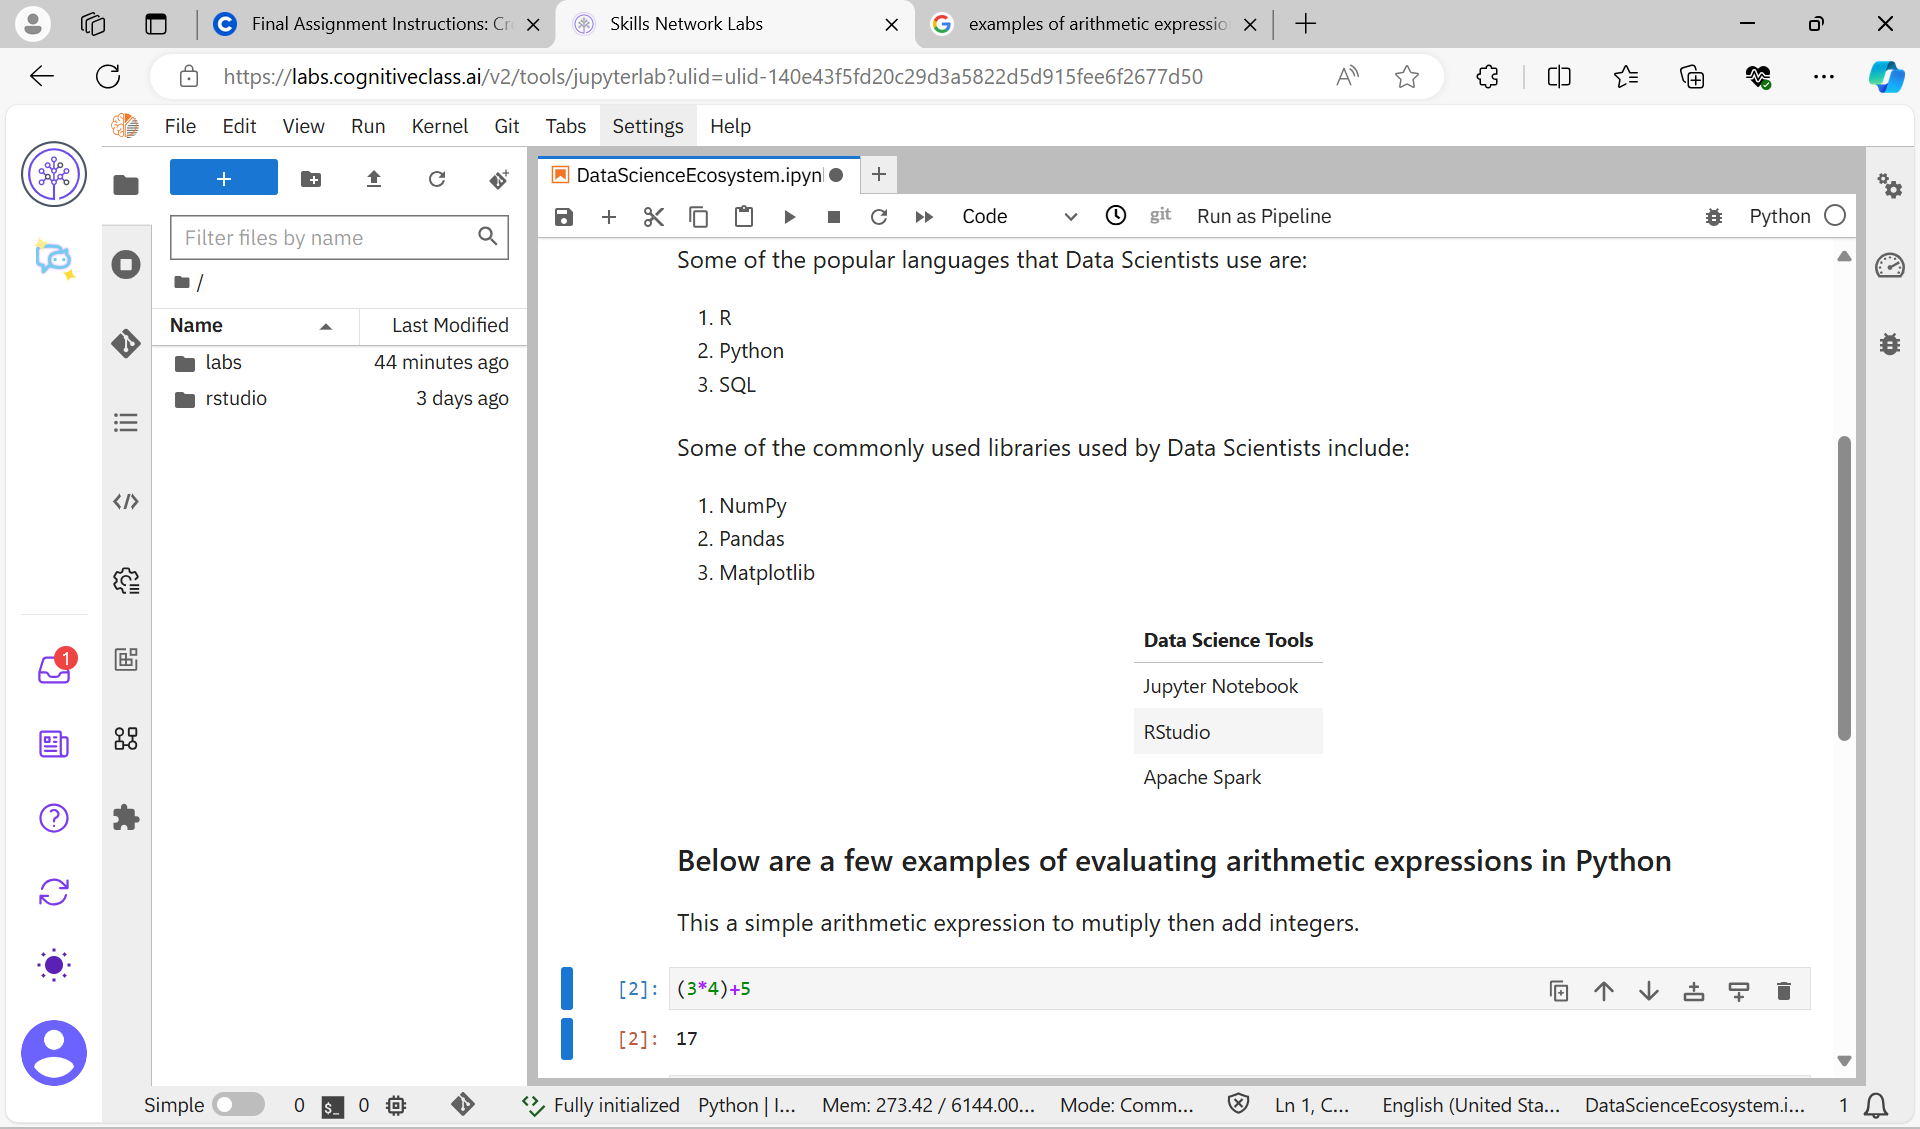 Final Assignment Instructions: Cr
Skills Network Labs
examples of arithmetic expressio
https://labs.cognitiveclass.ai/v2/tools/jupyterlab?ulid=ulid-140e43f5fd20c29d3a5822d5d915fee6f2677d50
File Edit View Run Kernel Git Tabs Settings Help
DataScienceEcosystem.ipyn
Code git Run as Pipeline Python
Filter files by name
/
Name Last Modified
labs 44 minutes ago
rstudio 3 days ago
1
Some of the popular languages that Data Scientists use are:
1. R
2. Python
3. SQL
Some of the commonly used libraries used by Data Scientists include:
1. NumPy
2. Pandas
3. Matplotlib
Data Science Tools
Jupyter Notebook
RStudio
Apache Spark
Below are a few examples of evaluating arithmetic expressions in Python
This a simple arithmetic expression to mutiply then add integers.
[2]: (3*4)+5
[2]: 17
Simple 0 $_ 0 Fully initialized Python | I... Mem: 273.42 / 6144.00... Mode: Comm... Ln 1, C... English (United Sta... DataScienceEcosystem.i... 1